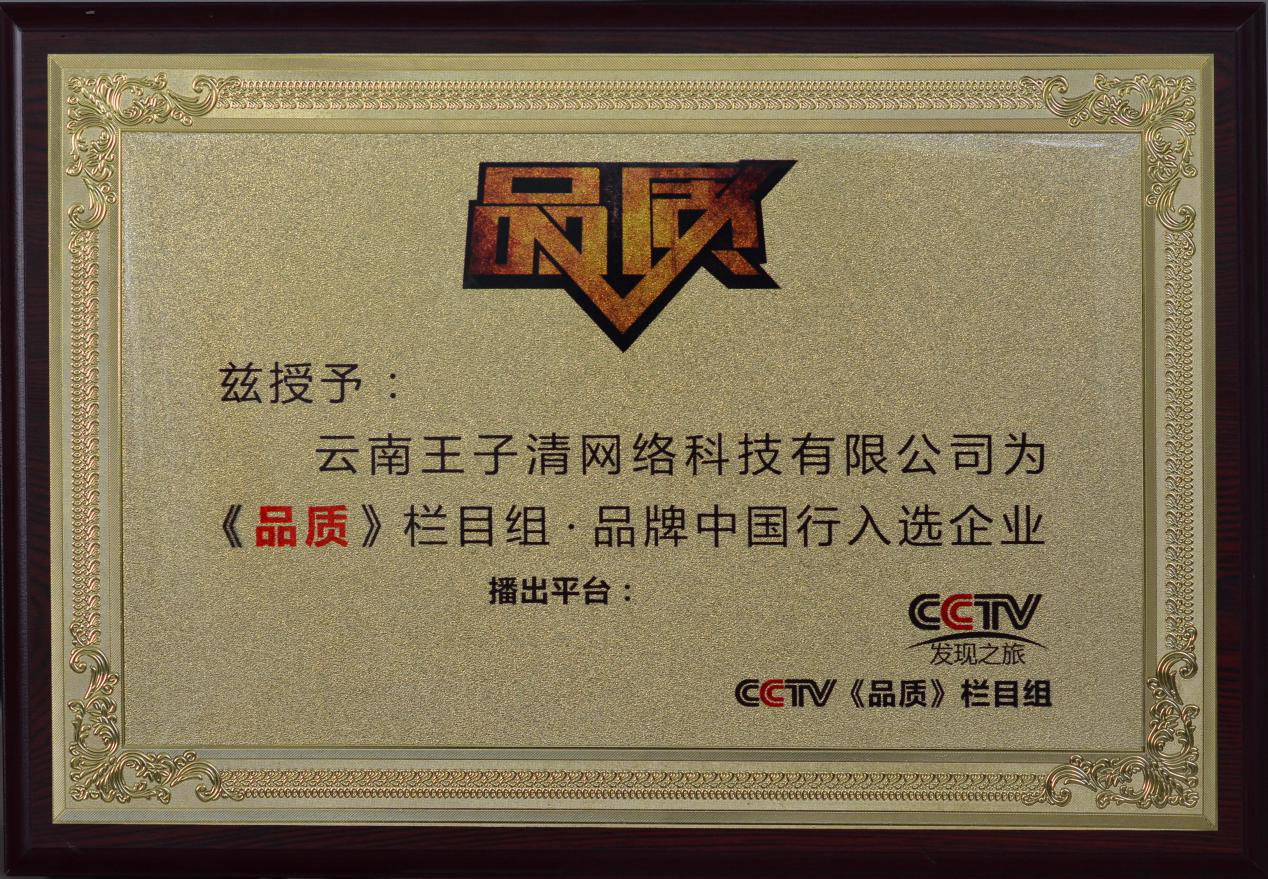 品质
兹授予：
云南王子清网络科技有限公司为
《品质》栏目组·品牌中国行入选企业
播出平台：
CCTV
发现之旅
CCTV《品质》栏目组